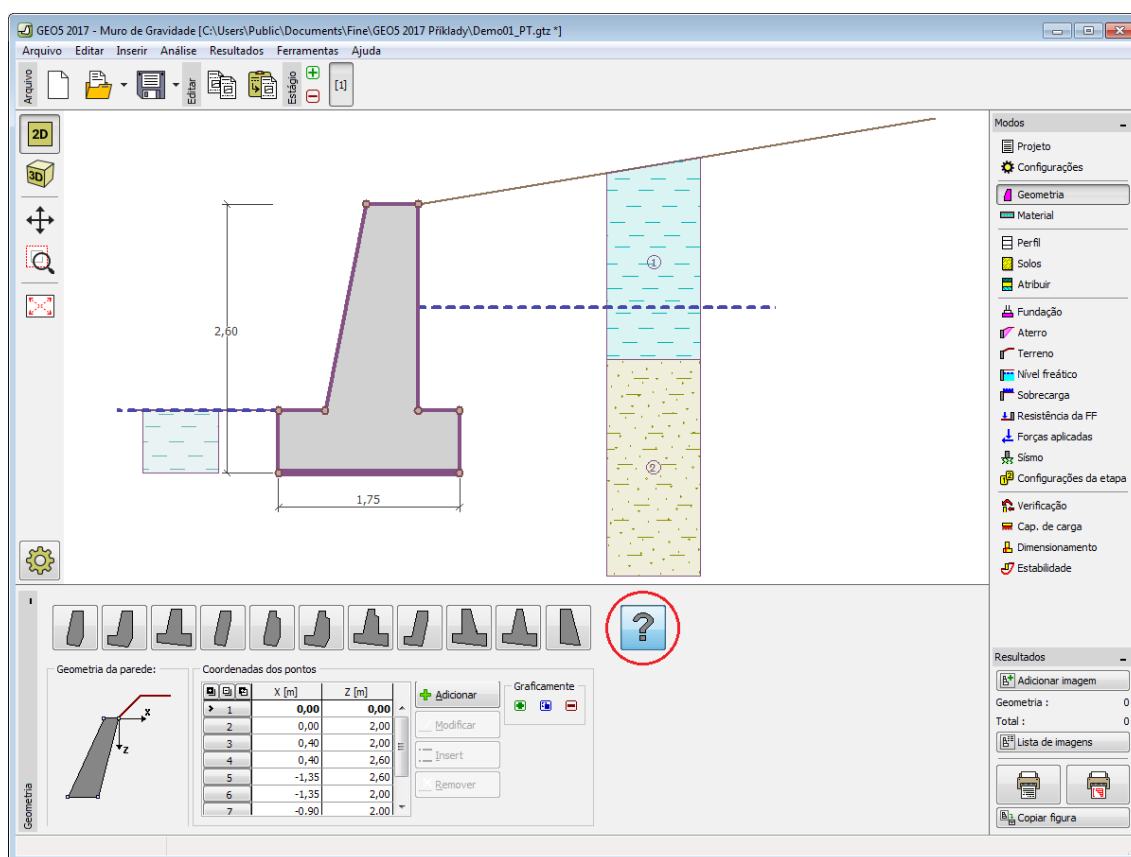 GEO5 2017 - Muro de Gravidade [C:\Users\Public\Documents\Fine\GEO5 2017 Příklady\Demo01_PT.gtz *]
Arquivo Editar Inserir Análise Resultados Ferramentas Ajuda
Arquivo
Editar
Estágio
[1]
2D
3D
2,60
1,75
1
2
Modos
Projeto
Configurações
Geometria
Material
Perfil
Solos
Atribuir
Fundação
Aterro
Terreno
Nível freático
Sobrecarga
Resistência da FF
Forças aplicadas
Sísmo
Configurações da etapa
Verificação
Cap. de carga
Dimensionamento
Estabilidade
?
Geometria
Geometria da parede:
x
z
Coordenadas dos pontos
X [m] Z [m]
> 1 0,00 0,00
2 0,00 2,00
3 0,40 2,00
4 0,40 2,60
5 -1,35 2,60
6 -1,35 2,00
7 -0,90 2,00
Adicionar
Modificar
Insert
Remover
Graficamente
Resultados
Adicionar imagem
Geometria : 0
Total : 0
Lista de imagens
Copiar figura